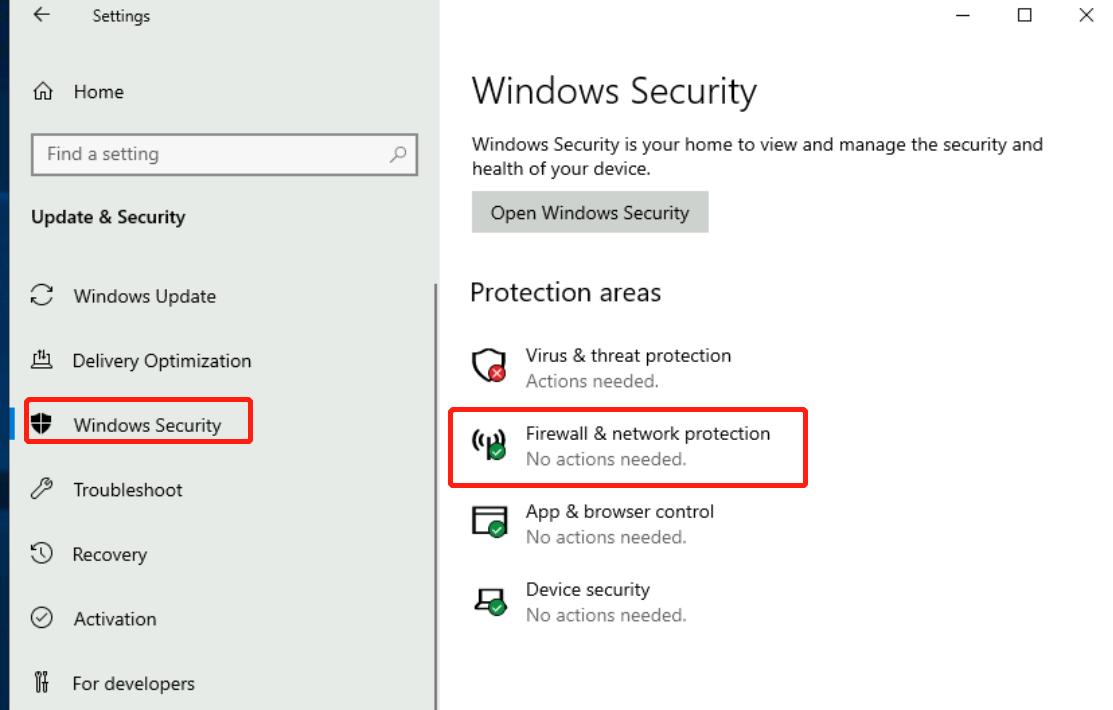 Settings
Home
Find a setting
Update & Security
Windows Update
Delivery Optimization
Windows Security
Troubleshoot
Recovery
Activation
For developers
Windows Security
Windows Security is your home to view and manage the security and
health of your device.
Open Windows Security
Protection areas
Virus & threat protection
Actions needed.
Firewall & network protection
No actions needed.
App & browser control
No actions needed.
Device security
No actions needed.